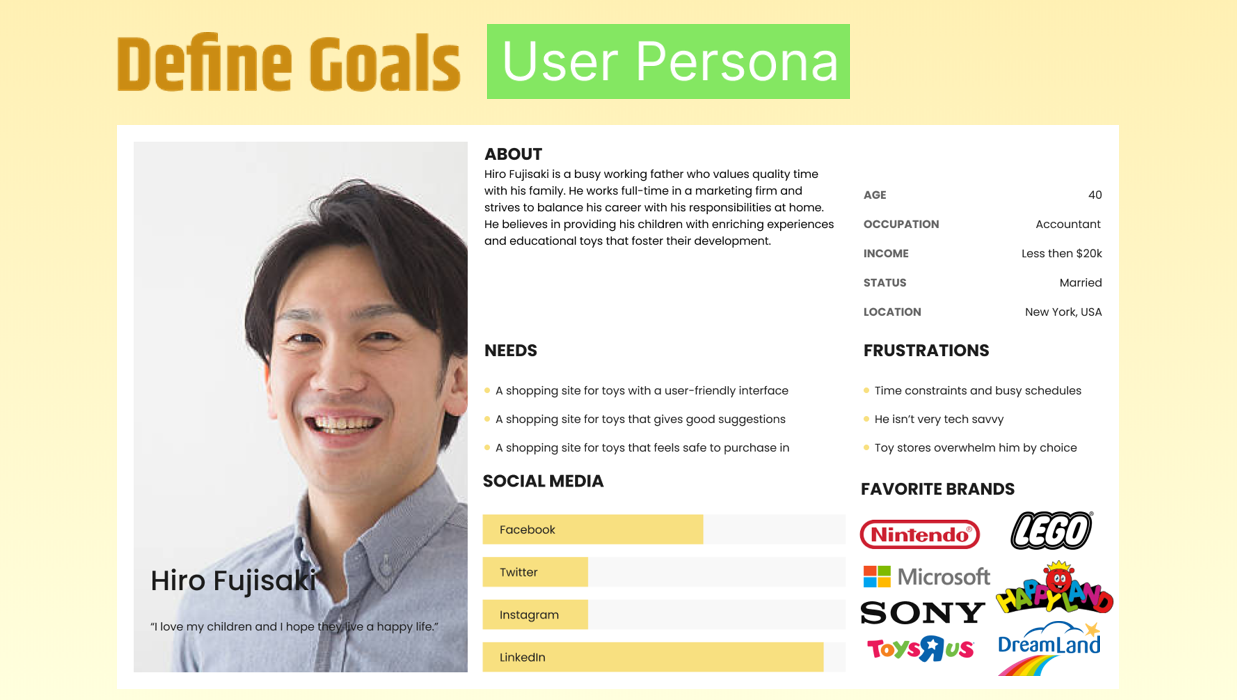 Define Goals
User Persona
ABOUT
Hiro Fujisaki is a busy working father who values quality time
with his family. He works full-time in a marketing firm and
strives to balance his career with his responsibilities at home.
He believes in providing his children with enriching experiences
and educational toys that foster their development.
AGE 40
OCCUPATION Accountant
INCOME Less then $20k
STATUS Married
LOCATION New York, USA
NEEDS
A shopping site for toys with a user-friendly interface
A shopping site for toys that gives good suggestions
A shopping site for toys that feels safe to purchase in
FRUSTRATIONS
Time constraints and busy schedules
He isn’t very tech savvy
Toy stores overwhelm him by choice
SOCIAL MEDIA
Facebook
Twitter
Instagram
LinkedIn
FAVORITE BRANDS
Nintendo®
LEGO®
Microsoft
HAPPYLAND
SONY
TOYSЯUS
DREAMLAND
Hiro Fujisaki
“I love my children and I hope they live a happy life.”